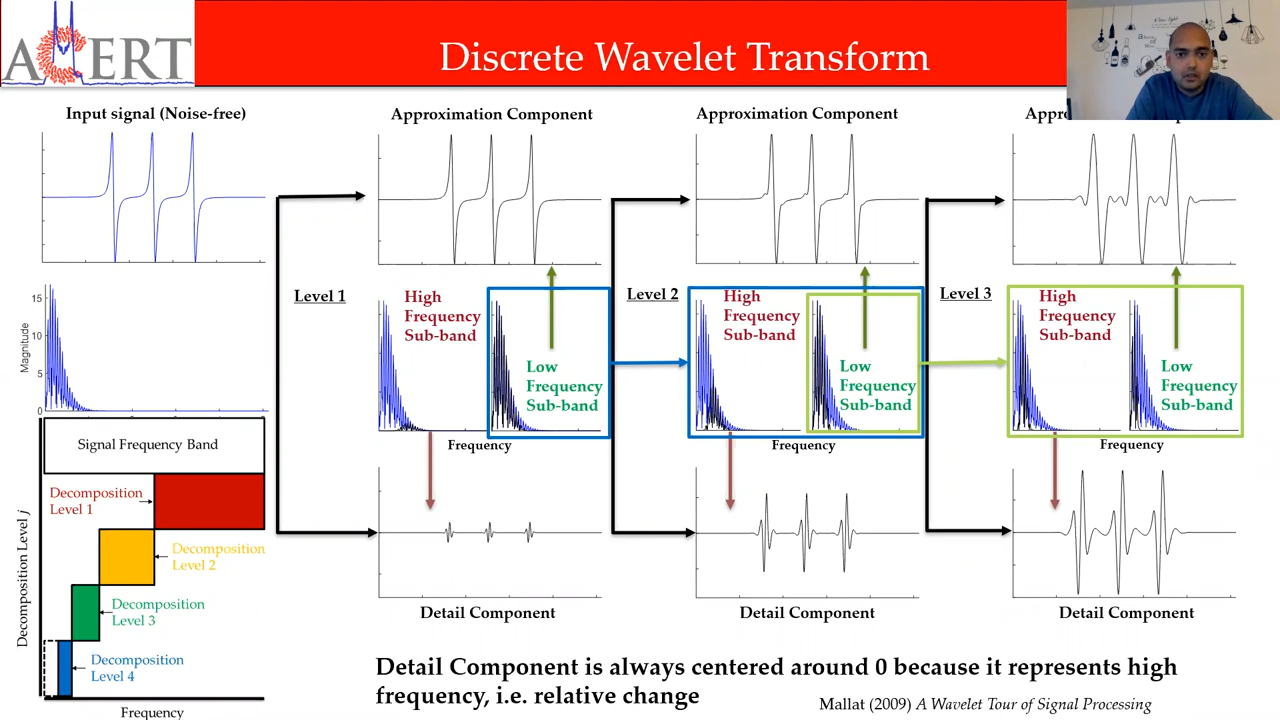 ACERT
Discrete Wavelet Transform
Input signal (Noise-free)
Approximation Component
Approximation Component
Level 1
Level 2
Level 3
High
Frequency
Sub-band
Low
Frequency
Sub-band
High
Frequency
Sub-band
Low
Frequency
Sub-band
High
Frequency
Sub-band
Low
Frequency
Sub-band
Magnitude
15
10
5
0
Frequency
Frequency
Frequency
Signal Frequency Band
Decomposition
Level 1
Decomposition
Level 2
Decomposition
Level 3
Decomposition
Level 4
Decomposition Level j
Frequency
Detail Component
Detail Component
Detail Component
Detail Component is always centered around 0 because it represents high
frequency, i.e. relative change
Mallat (2009) A Wavelet Tour of Signal Processing